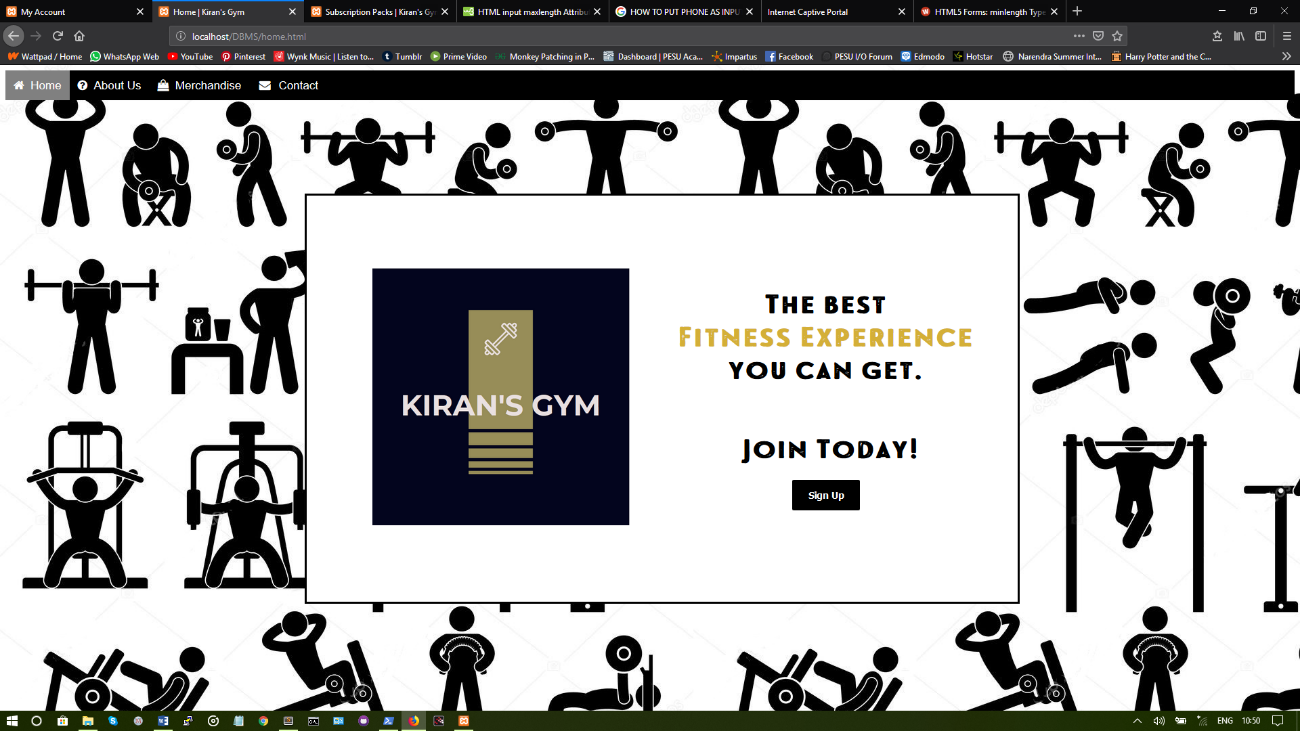 My Account
Home | Kiran's Gym
Subscription Packs | Kiran's Gy
HTML input maxlength Attribu
HOW TO PUT PHONE AS INPU
Internet Captive Portal
HTML5 Forms: minlength Type
localhost/DBMS/home.html
Wattpad / Home
WhatsApp Web
YouTube
Pinterest
Wynk Music | Listen to...
Tumblr
Prime Video
Monkey Patching in P...
Dashboard | PESU Aca...
Impartus
Facebook
PESU I/O Forum
Edmodo
Hotstar
Narendra Summer Int...
Harry Potter and the C...
Home
About Us
Merchandise
Contact
KIRAN'S GYM
The best
Fitness Experience
you can get.
Join Today!
Sign Up
ENG
10:50